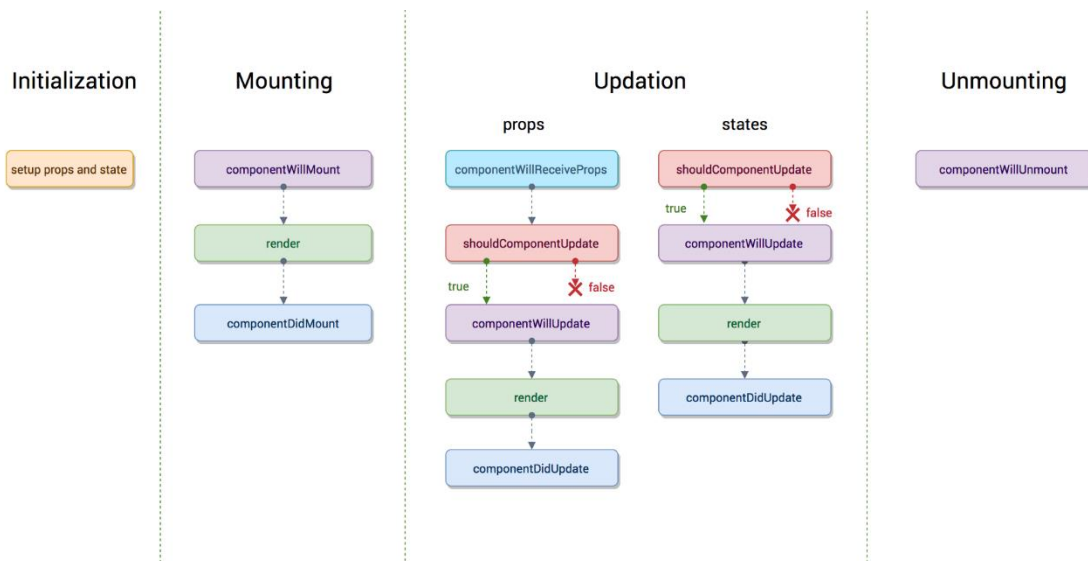 Initialization
setup props and state
Mounting
componentWillMount
render
componentDidMount
Updation
props
componentWillReceiveProps
shouldComponentUpdate
true
false
componentWillUpdate
render
componentDidUpdate
states
shouldComponentUpdate
true
false
componentWillUpdate
render
componentDidUpdate
Unmounting
componentWillUnmount